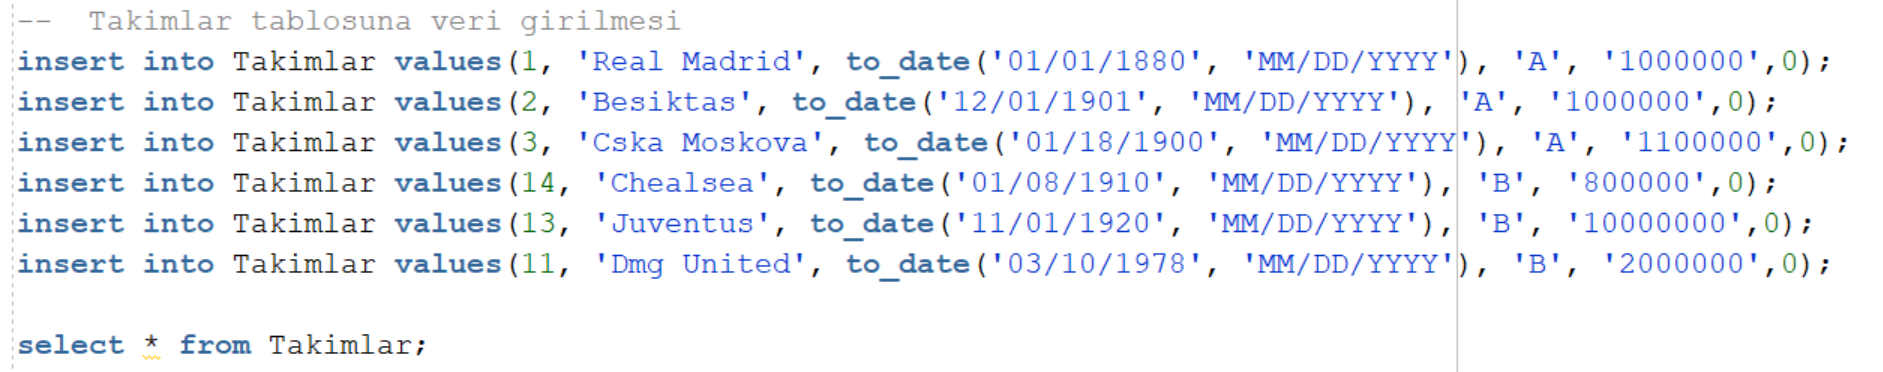 --  Takimlar tablosuna veri girilmesi
insert into Takimlar values(1, 'Real Madrid', to_date('01/01/1880', 'MM/DD/YYYY'), 'A', '1000000',0);
insert into Takimlar values(2, 'Besiktas', to_date('12/01/1901', 'MM/DD/YYYY'), 'A', '1000000',0);
insert into Takimlar values(3, 'Cska Moskova', to_date('01/18/1900', 'MM/DD/YYYY'), 'A', '1100000',0);
insert into Takimlar values(14, 'Chealsea', to_date('01/08/1910', 'MM/DD/YYYY'), 'B', '800000',0);
insert into Takimlar values(13, 'Juventus', to_date('11/01/1920', 'MM/DD/YYYY'), 'B', '10000000',0);
insert into Takimlar values(11, 'Dmg United', to_date('03/10/1978', 'MM/DD/YYYY'), 'B', '2000000',0);
select * from Takimlar;